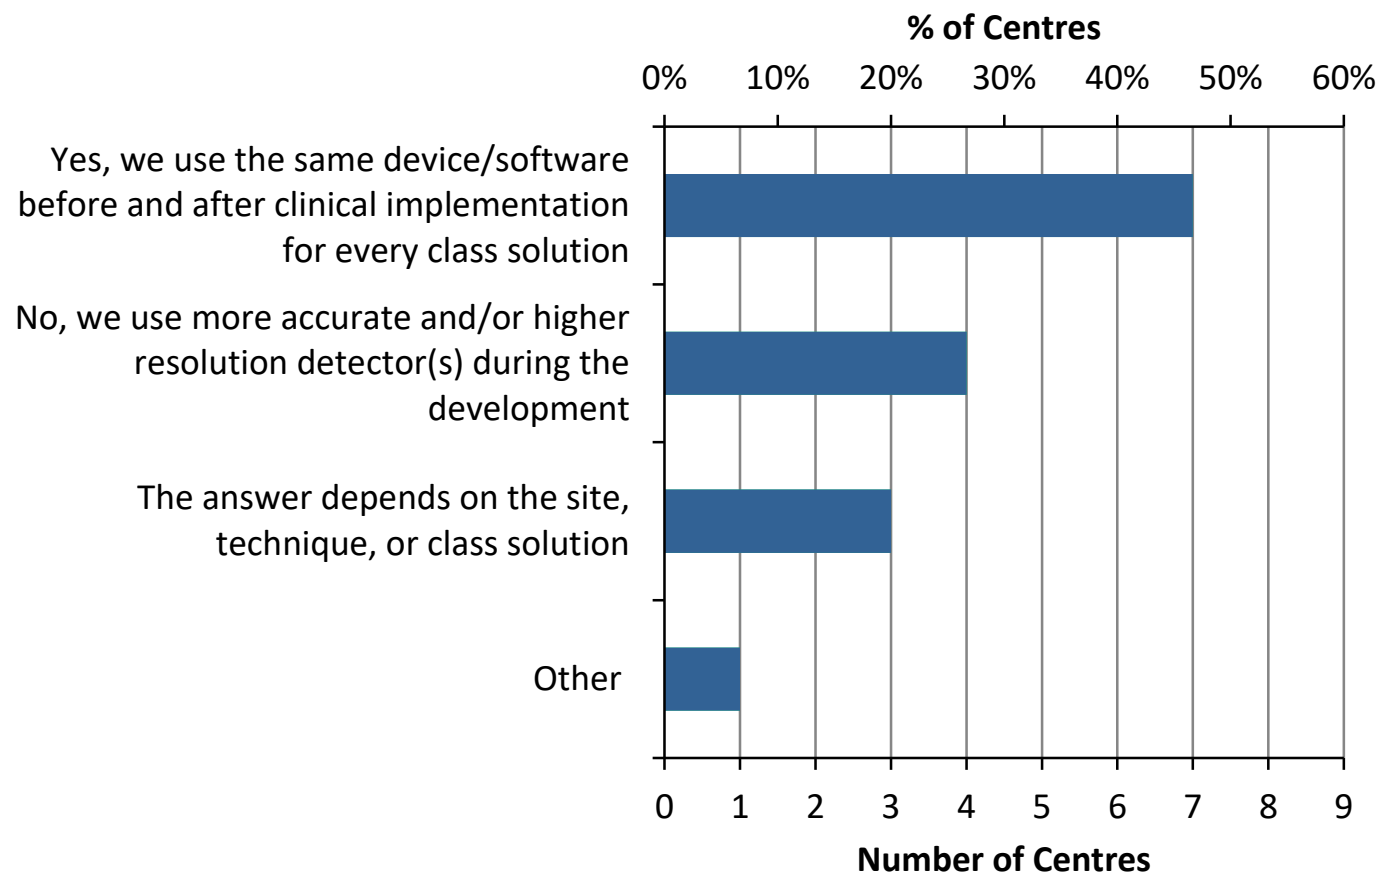 % of Centres
0% 10% 20% 30% 40% 50% 60%
Yes, we use the same device/software
before and after clinical implementation
for every class solution
No, we use more accurate and/or higher
resolution detector(s) during the
development
The answer depends on the site,
technique, or class solution
Other
0 1 2 3 4 5 6 7 8 9
Number of Centres